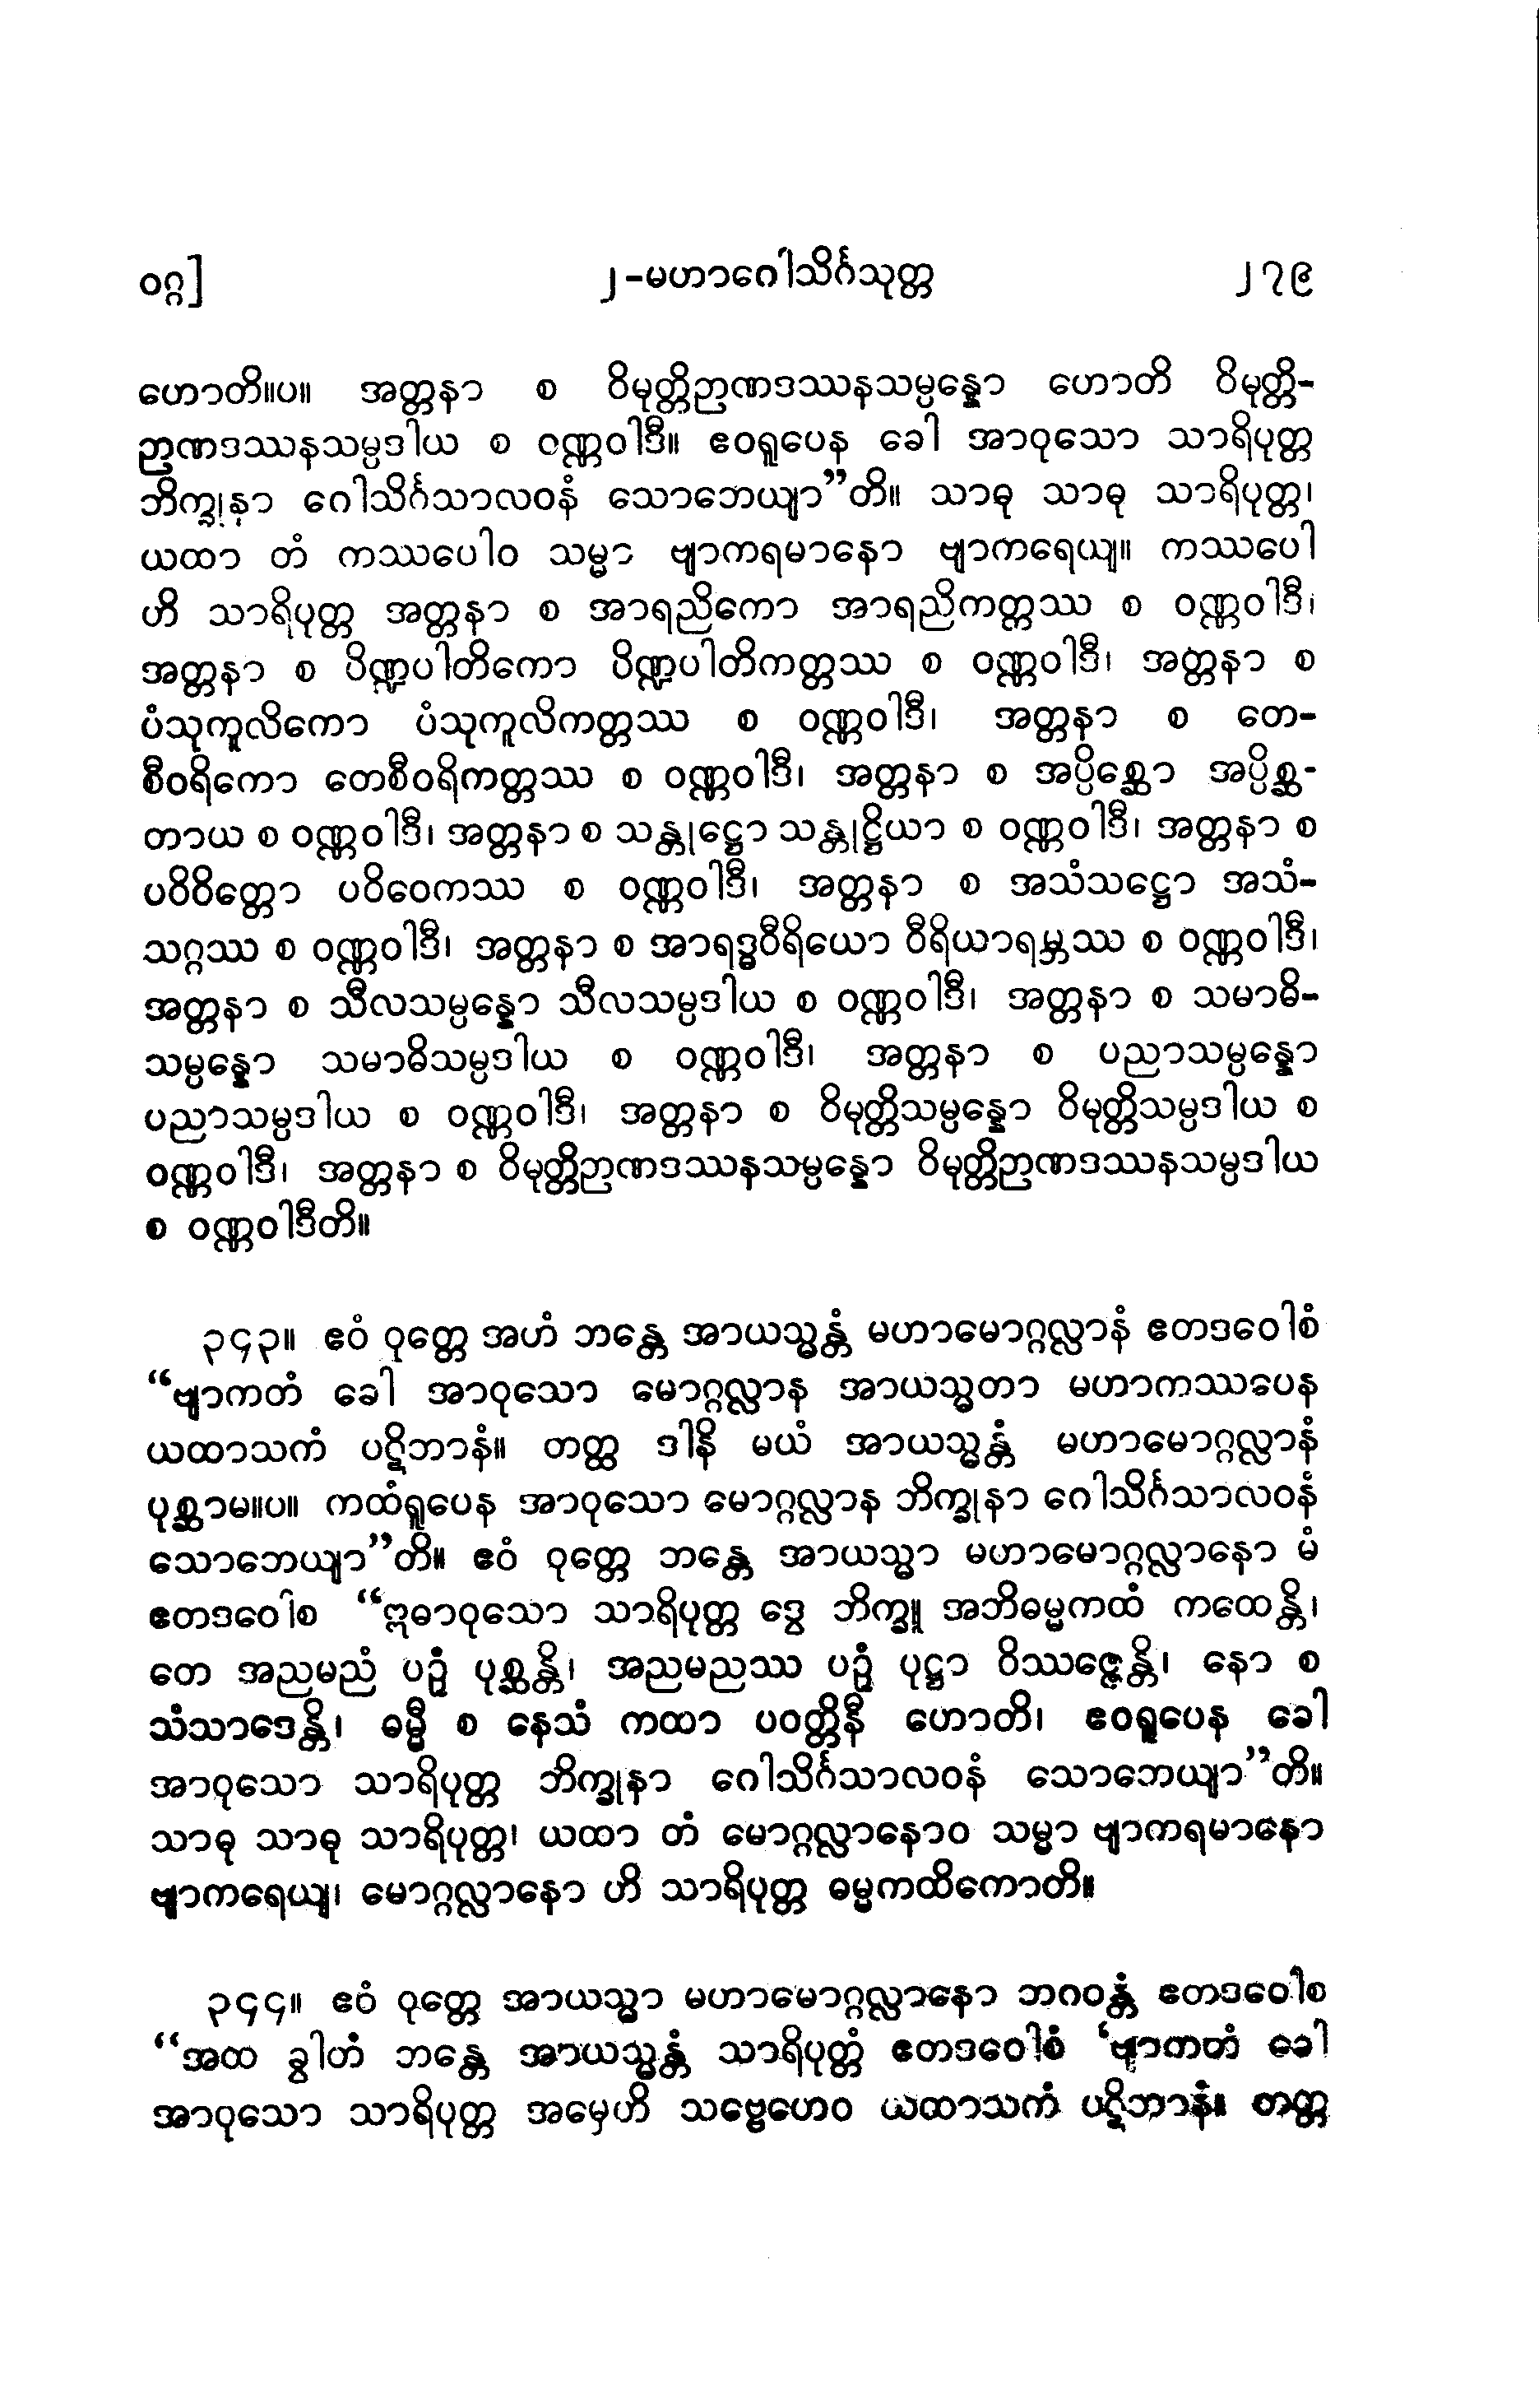 ဝဂ္ဂ] ၂-မဟာဂေါသိင်္ဂသုတ္တ ၂၇၉
ဟောတိ။ပ။ အတ္တနာ စ ဝိမုတ္တိဉာဏဒဿနသမ္ပန္နော ဟောတိ ဝိမုတ္တိ-
ဉာဏဒဿနသမ္ပဒါယ စ ဝဏ္ဏဝါဒီ။ ဧဝရူပေန ခေါ အာဝုသော သာရိပုတ္တ
ဘိက္ခုနာ ဂေါသိင်္ဂသာလဝနံ သောဘေယျာ”တိ။ သာဓု သာဓု သာရိပုတ္တ၊
ယထာ တံ ကဿပေါဝ သမ္မာ ဗျာကရမာနော ဗျာကရေယျ။ ကဿပေါ
ဟိ သာရိပုတ္တ အတ္တနာ စ အာရညိကော အာရညိကတ္တဿ စ ဝဏ္ဏဝါဒီ၊
အတ္တနာ စ ပိဏ္ဍပါတိကော ပိဏ္ဍပါတိကတ္တဿ စ ဝဏ္ဏဝါဒီ၊ အတ္တနာ စ
ပံသုကူလိကော ပံသုကူလိကတ္တဿ စ ဝဏ္ဏဝါဒီ၊ အတ္တနာ စ တေ-
စီဝရိကော တေစီဝရိကတ္တဿ စ ဝဏ္ဏဝါဒီ၊ အတ္တနာ စ အပ္ပိစ္ဆော အပ္ပိစ္ဆ-
တာယ စ ဝဏ္ဏဝါဒီ၊ အတ္တနာ စ သန္တုဋ္ဌော သန္တုဋ္ဌိယာ စ ဝဏ္ဏဝါဒီ၊ အတ္တနာ စ
ပဝိဝိတ္တော ပဝိဝေကဿ စ ဝဏ္ဏဝါဒီ၊ အတ္တနာ စ အသံသဋ္ဌော အသံ-
သဂ္ဂဿ စ ဝဏ္ဏဝါဒီ၊ အတ္တနာ စ အာရဒ္ဓဝီရိယော ဝီရိယာရမ္ဘဿ စ ဝဏ္ဏဝါဒီ၊
အတ္တနာ စ သီလသမ္ပန္နော သီလသမ္ပဒါယ စ ဝဏ္ဏဝါဒီ၊ အတ္တနာ စ သမာဓိ-
သမ္ပန္နော သမာဓိသမ္ပဒါယ စ ဝဏ္ဏဝါဒီ၊ အတ္တနာ စ ပညာသမ္ပန္နော
ပညာသမ္ပဒါယ စ ဝဏ္ဏဝါဒီ၊ အတ္တနာ စ ဝိမုတ္တိသမ္ပန္နော ဝိမုတ္တိသမ္ပဒါယ စ
ဝဏ္ဏဝါဒီ၊ အတ္တနာ စ ဝိမုတ္တိဉာဏဒဿနသမ္ပန္နော ဝိမုတ္တိဉာဏဒဿနသမ္ပဒါယ
စ ဝဏ္ဏဝါဒီတိ။
၃၄၃။ ဧဝံ ဝုတ္တေ အဟံ ဘန္တေ အာယသ္မန္တံ မဟာမောဂ္ဂလ္လာနံ ဧတဒဝေါစံ
“ဗျာကတံ ခေါ အာဝုသော မောဂ္ဂလ္လာန အာယသ္မတာ မဟာကဿပေန
ယထာသကံ ပဋိဘာနံ။ တတ္ထ ဒါနိ မယံ အာယသ္မန္တံ မဟာမောဂ္ဂလ္လာနံ
ပုစ္ဆာမ။ပ။ ကထံရူပေန အာဝုသော မောဂ္ဂလ္လာန ဘိက္ခုနာ ဂေါသိင်္ဂသာလဝနံ
သောဘေယျာ”တိ။ ဧဝံ ဝုတ္တေ ဘန္တေ အာယသ္မာ မဟာမောဂ္ဂလ္လာနော မံ
ဧတဒဝေါစ “ဣဓာဝုသော သာရိပုတ္တ ဒွေ ဘိက္ခူ အဘိဓမ္မကထံ ကထေန္တိ၊
တေ အညမညံ ပဉှံ ပုစ္ဆန္တိ၊ အညမညဿ ပဉှံ ပုဋ္ဌာ ဝိဿဇ္ဇေန္တိ၊ နော စ
သံသာဒေန္တိ၊ ဓမ္မီ စ နေသံ ကထာ ပဝတ္တိနီ ဟောတိ၊ ဧဝရူပေန ခေါ
အာဝုသော သာရိပုတ္တ ဘိက္ခုနာ ဂေါသိင်္ဂသာလဝနံ သောဘေယျာ”တိ။
သာဓု သာဓု သာရိပုတ္တ၊ ယထာ တံ မောဂ္ဂလ္လာနောဝ သမ္မာ ဗျာကရမာနော
ဗျာကရေယျ၊ မောဂ္ဂလ္လာနော ဟိ သာရိပုတ္တ ဓမ္မကထိကောတိ။
၃၄၄။ ဧဝံ ဝုတ္တေ အာယသ္မာ မဟာမောဂ္ဂလ္လာနော ဘဂဝန္တံ ဧတဒဝေါစ
“အထ ခွါဟံ ဘန္တေ အာယသ္မန္တံ သာရိပုတ္တံ ဧတဒဝေါစံ ‘ဗျာကတံ ခေါ
အာဝုသော သာရိပုတ္တ အမှေဟိ သဗ္ဗေဟေဝ ယထာသကံ ပဋိဘာနံ။ တတ္ထ